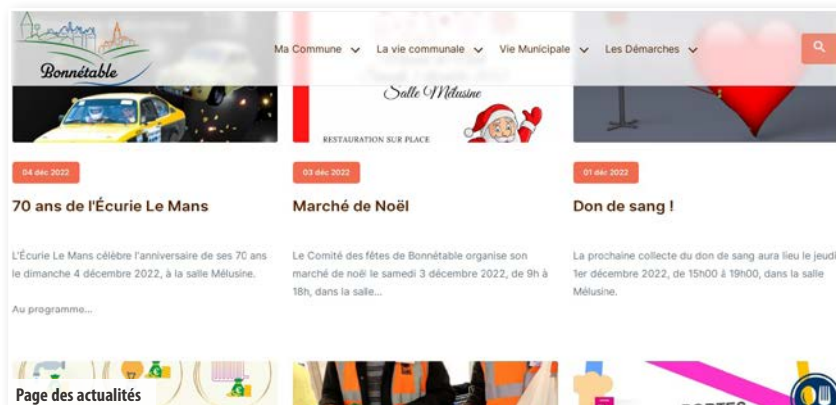 Bonnétable
Ma Commune La vie communale Vie Municipale Les Démarches
Salle Mélusine
RESTAURATION SUR PLACE
04 déc 2022
70 ans de l'Écurie Le Mans
L'Écurie Le Mans célèbre l'anniversaire de ses 70 ans
le dimanche 4 décembre 2022, à la salle Mélusine.
Au programme...
03 déc 2022
Marché de Noël
Le Comité des fêtes de Bonnétable organise son
marché de noël le samedi 3 décembre 2022, de 9h à
18h, dans la salle...
01 déc 2022
Don de sang !
La prochaine collecte du don de sang aura lieu le jeudi
1er décembre 2022, de 15h00 à 19h00, dans la salle
Mélusine.
PORTES
Page des actualités